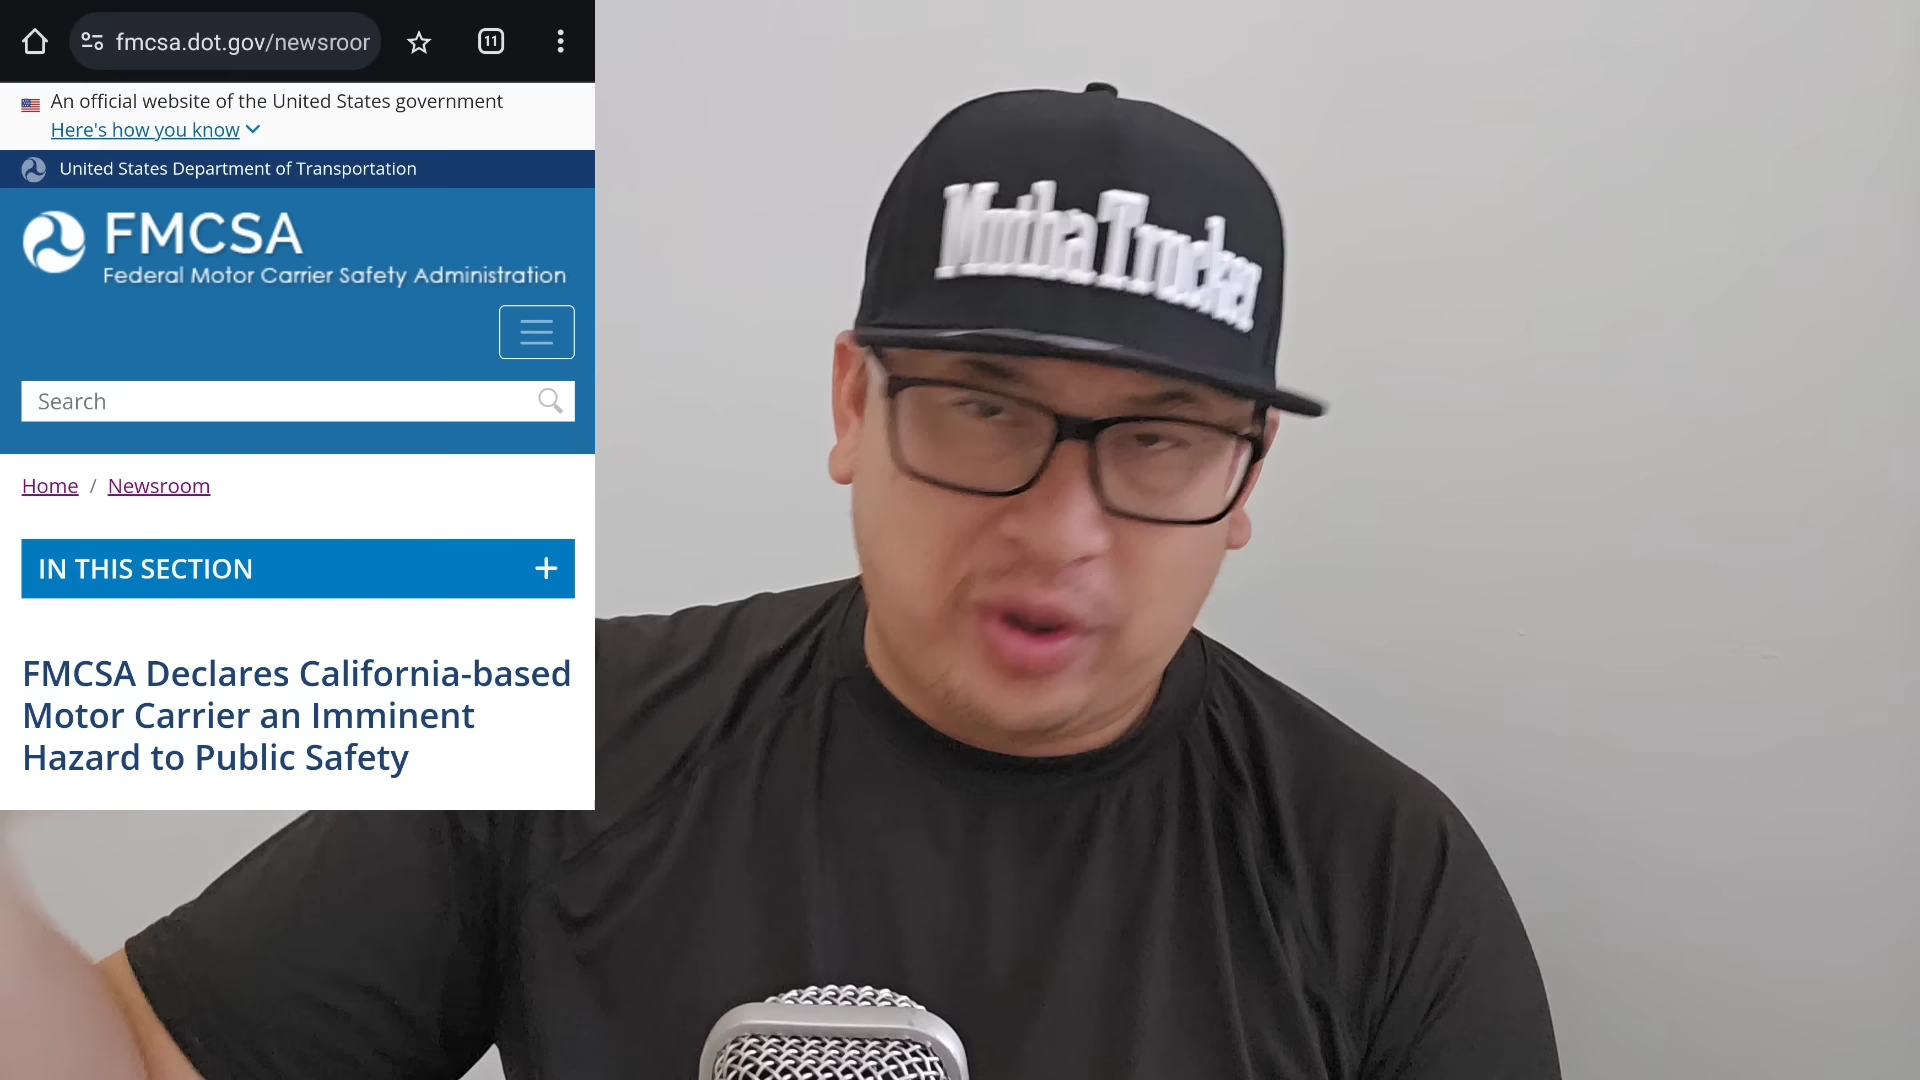 fmcsa.dot.gov/newsroor
11
An official website of the United States government
Here's how you know
United States Department of Transportation
FMCSA
Federal Motor Carrier Safety Administration
Search
Home / Newsroom
IN THIS SECTION +
FMCSA Declares California-based
Motor Carrier an Imminent
Hazard to Public Safety
MuthaTrucker